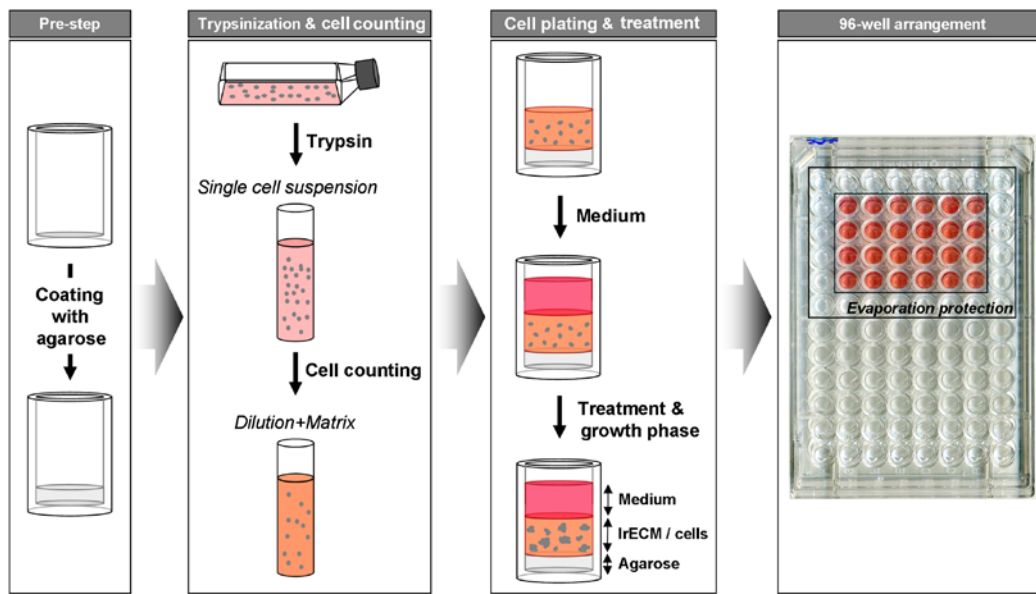 Pre-step
Coating
with
agarose
Trypsinization & cell counting
Trypsin
Single cell suspension
Cell counting
Dilution+Matrix
Cell plating & treatment
Medium
Treatment &
growth phase
Medium
lrECM / cells
Agarose
96-well arrangement
Evaporation protection